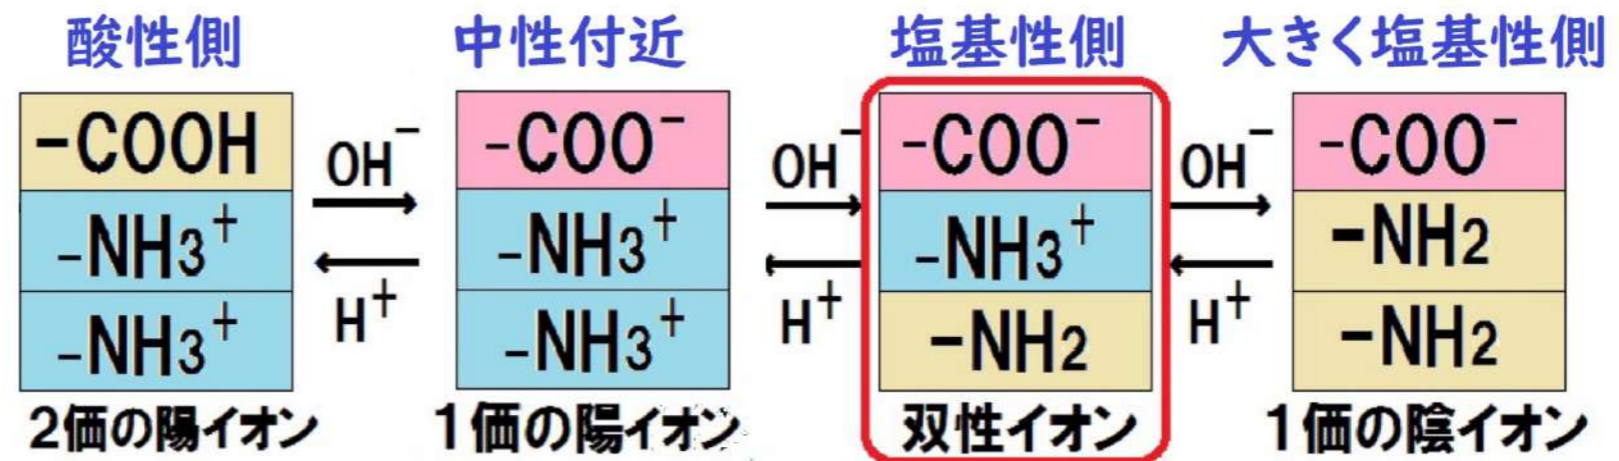 酸性側 中性付近 塩基性側 大きく塩基性側
-COOH
-NH3+
-NH3+
2価の陽イオン
OH-
H+
-COO-
-NH3+
-NH3+
1価の陽イオン
OH-
H+
-COO-
-NH3+
-NH2
双性イオン
OH-
H+
-COO-
-NH2
-NH2
1価の陰イオン